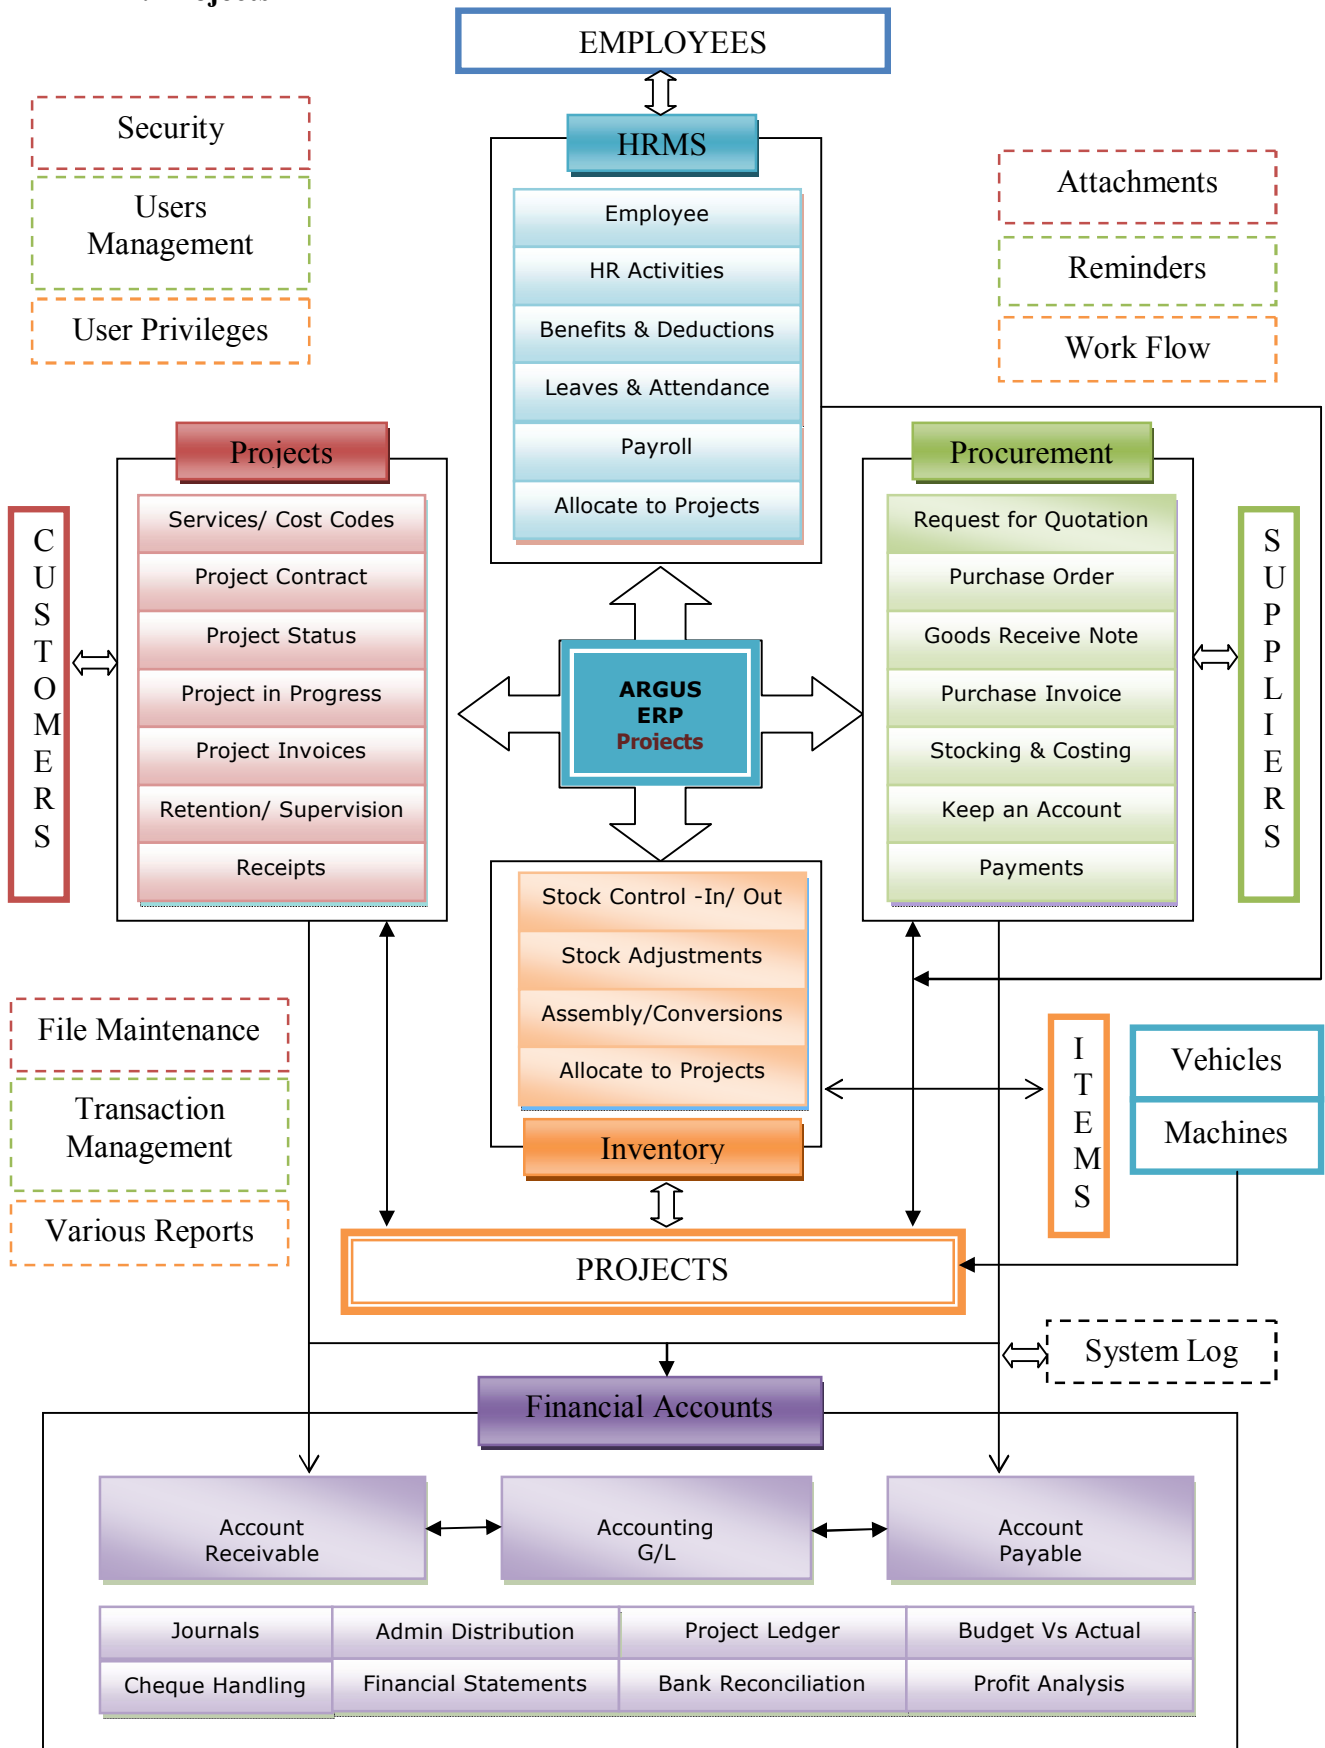 Projects
EMPLOYEES
HRMS
Employee
HR Activities
Benefits & Deductions
Leaves & Attendance
Payroll
Allocate to Projects
Security
Users
Management
User Privileges
Attachments
Reminders
Work Flow
Projects
Services/ Cost Codes
Project Contract
Project Status
Project in Progress
Project Invoices
Retention/ Supervision
Receipts
C
U
S
T
O
M
E
R
S
ARGUS
ERP
Projects
Procurement
Request for Quotation
Purchase Order
Goods Receive Note
Purchase Invoice
Stocking & Costing
Keep an Account
Payments
S
U
P
P
L
I
E
R
S
Stock Control -In/ Out
Stock Adjustments
Assembly/Conversions
Allocate to Projects
Inventory
File Maintenance
Transaction
Management
Various Reports
I
T
E
M
S
Vehicles
Machines
PROJECTS
System Log
Financial Accounts
Account
Receivable
Accounting
G/L
Account
Payable
Journals
Admin Distribution
Project Ledger
Budget Vs Actual
Cheque Handling
Financial Statements
Bank Reconciliation
Profit Analysis